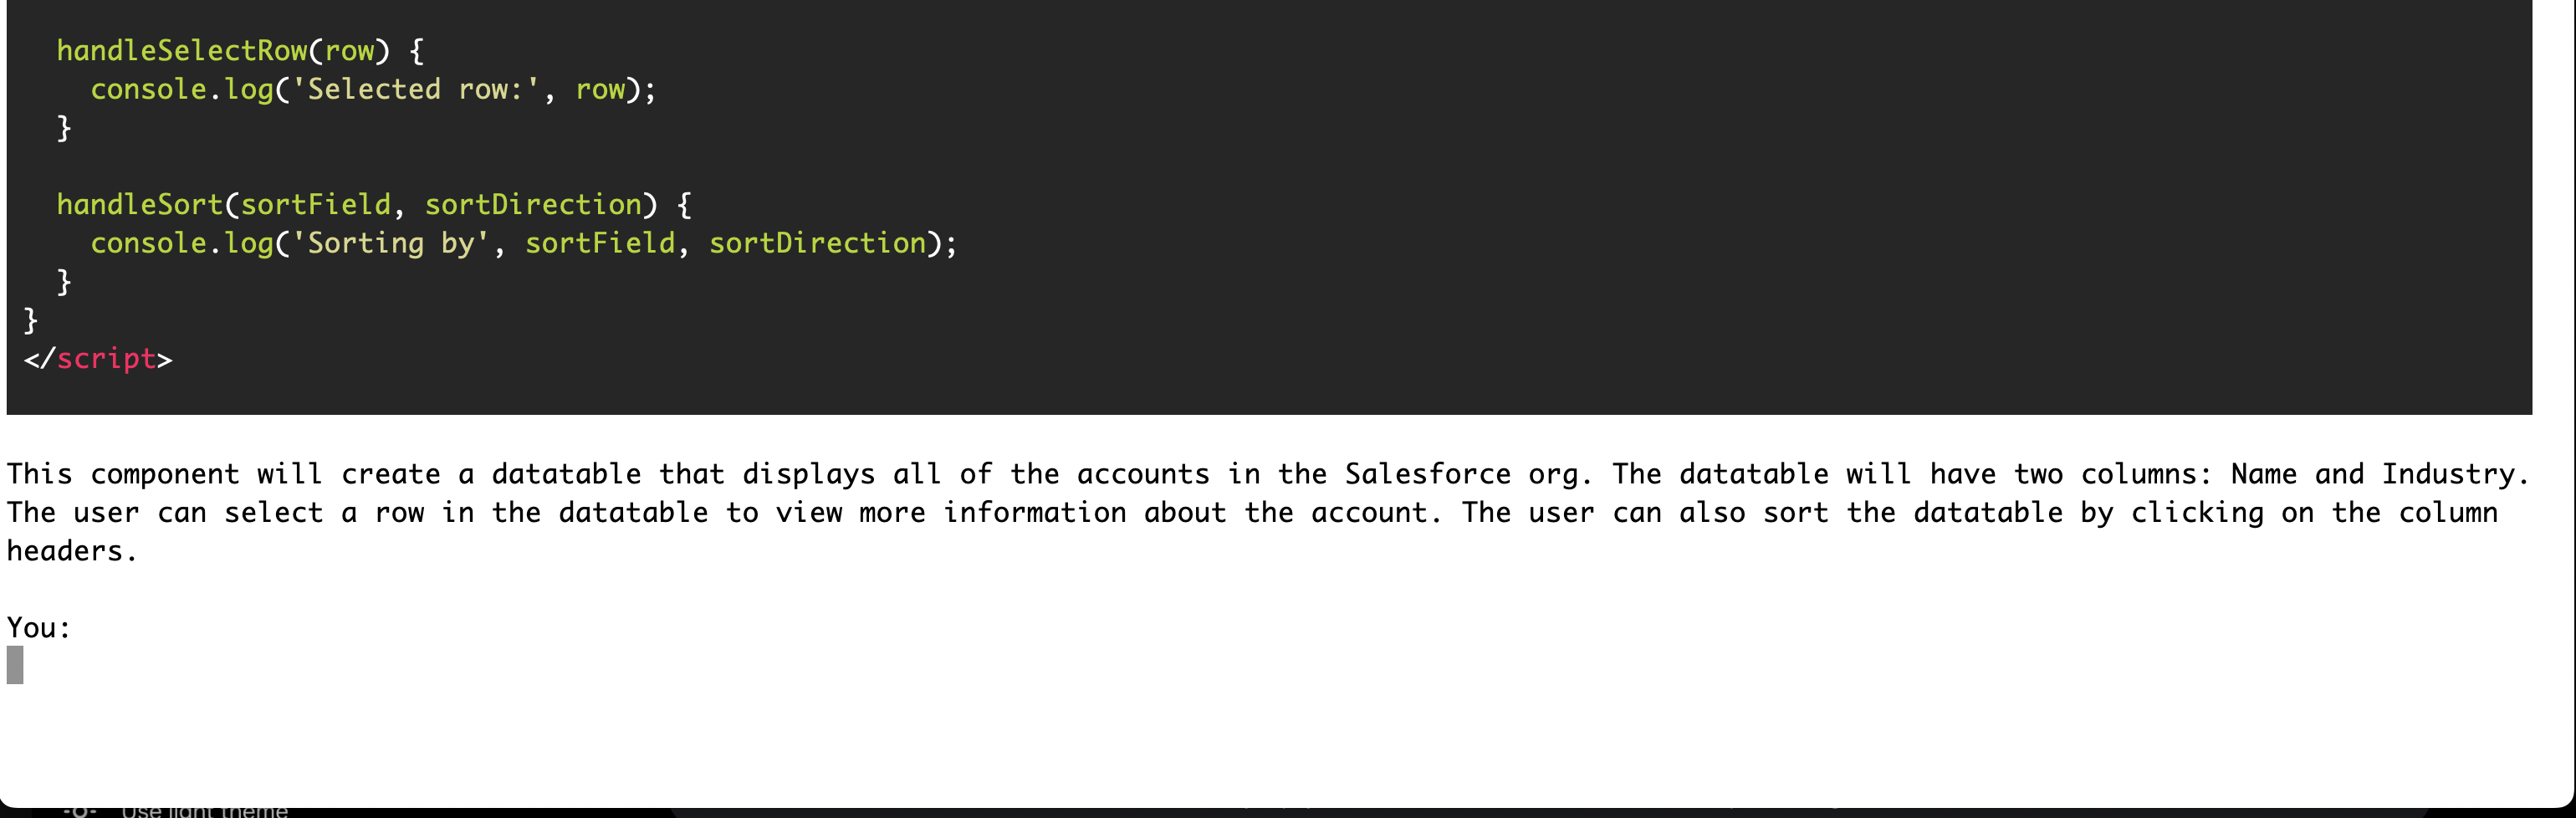 handleSelectRow(row) {
console.log('Selected row:', row);
}
handleSort(sortField, sortDirection) {
console.log('Sorting by', sortField, sortDirection);
}
}
</script>
This component will create a datatable that displays all of the accounts in the Salesforce org. The datatable will have two columns: Name and Industry.
The user can select a row in the datatable to view more information about the account. The user can also sort the datatable by clicking on the column
headers.
You:
Use light theme